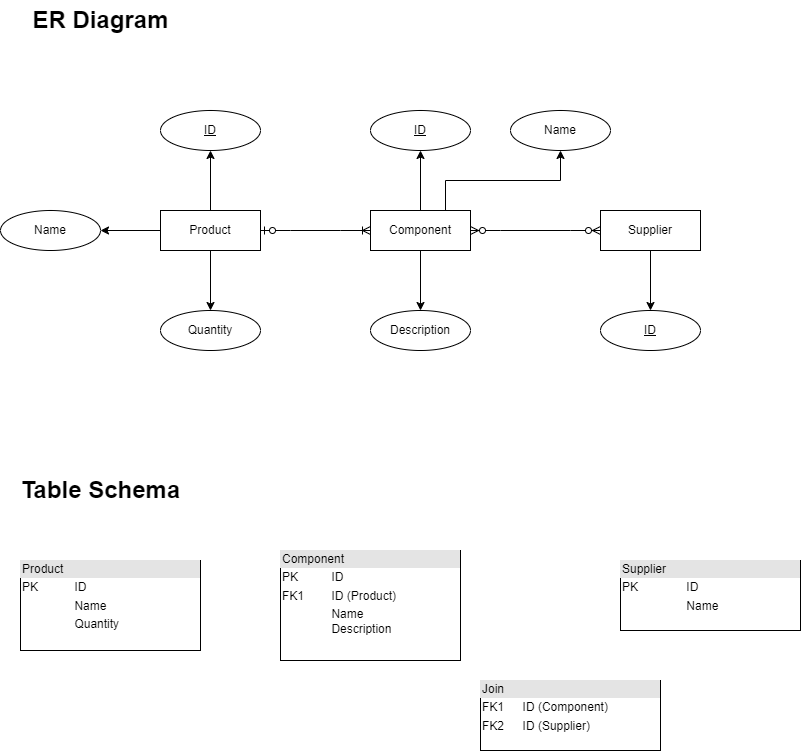 ER Diagram
ID
ID
Name
Name
Product
Component
Supplier
Quantity
Description
ID
Table Schema
Product
PK ID
Name
Quantity
Component
PK ID
FK1 ID (Product)
Name
Description
Supplier
PK ID
Name
Join
FK1 ID (Component)
FK2 ID (Supplier)